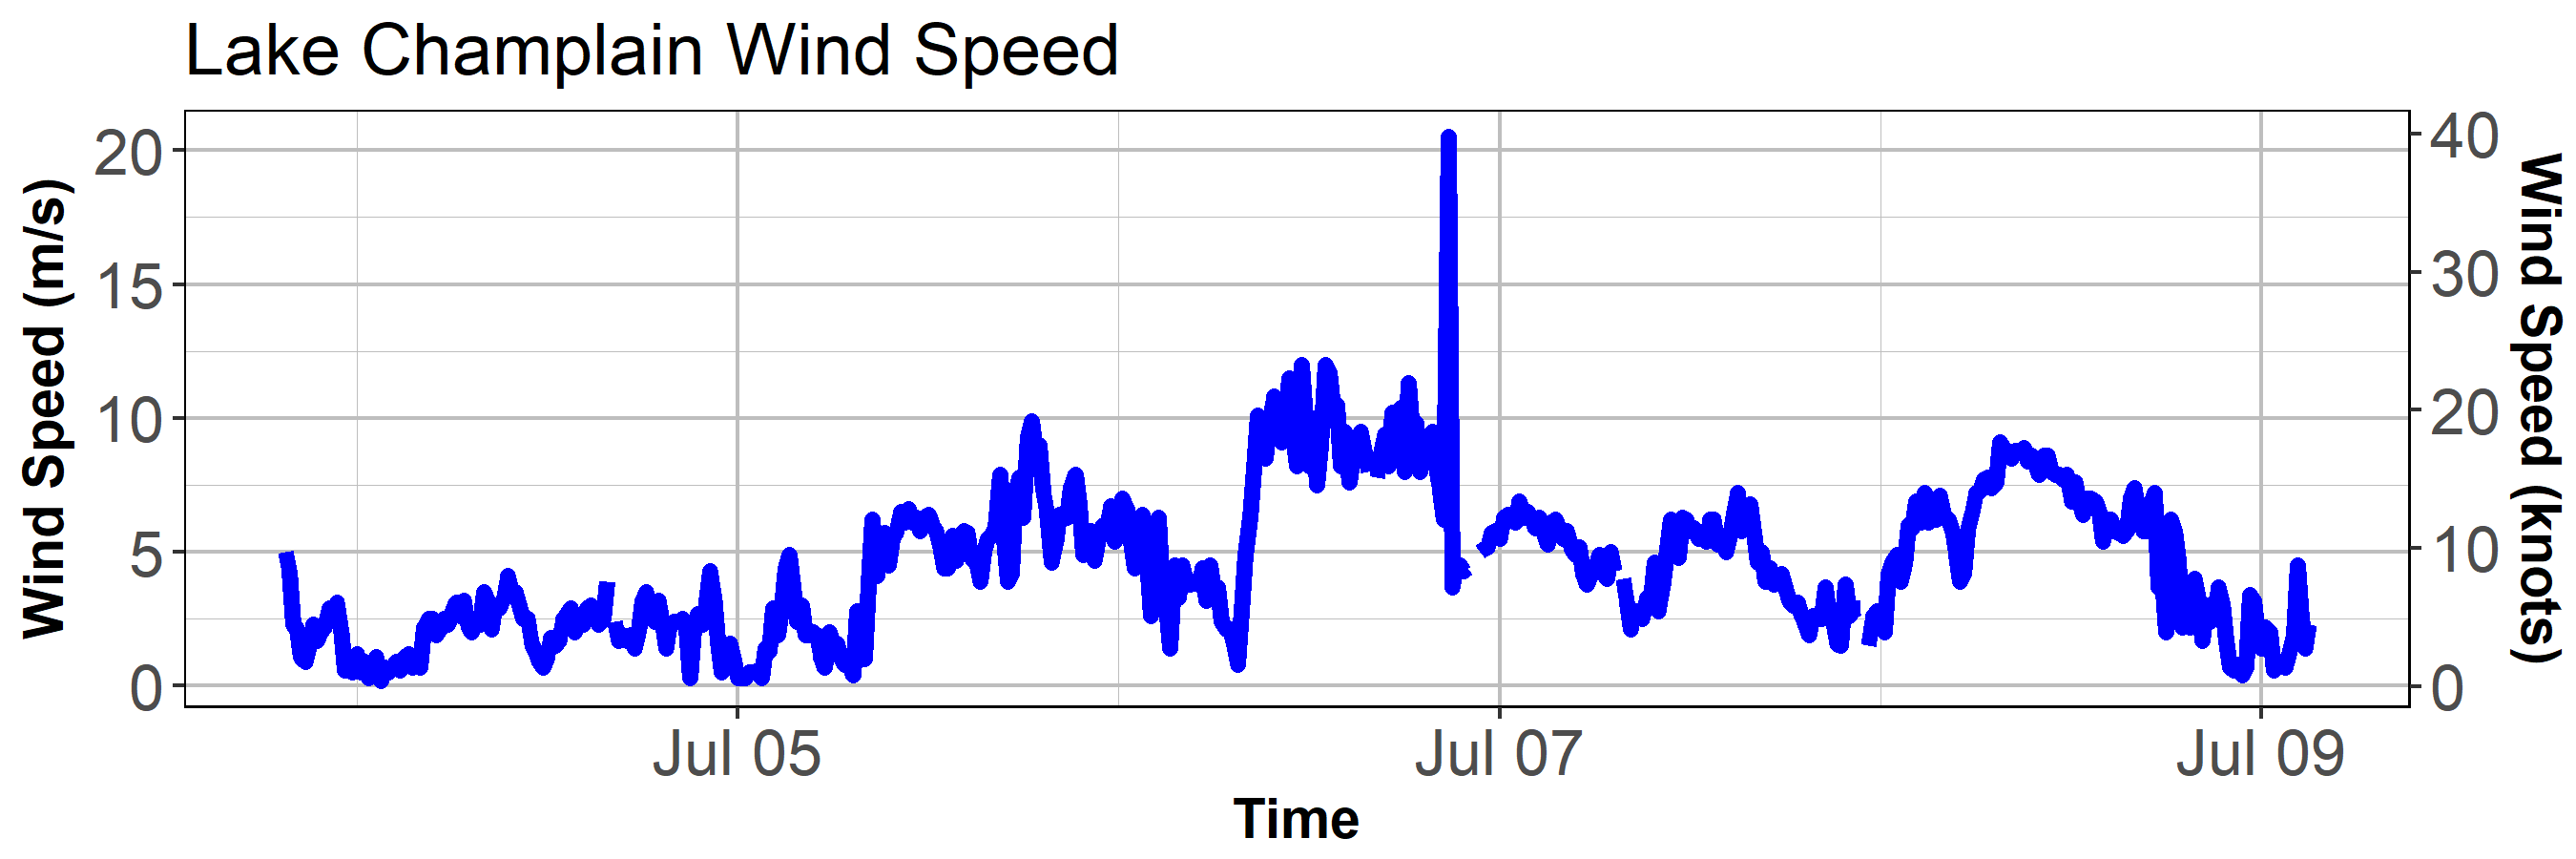 Lake Champlain Wind Speed
Wind Speed (m/s)
20
15
10
5
0
40
30
20
10
0
Wind Speed (knots)
Jul 05
Jul 07
Jul 09
Time